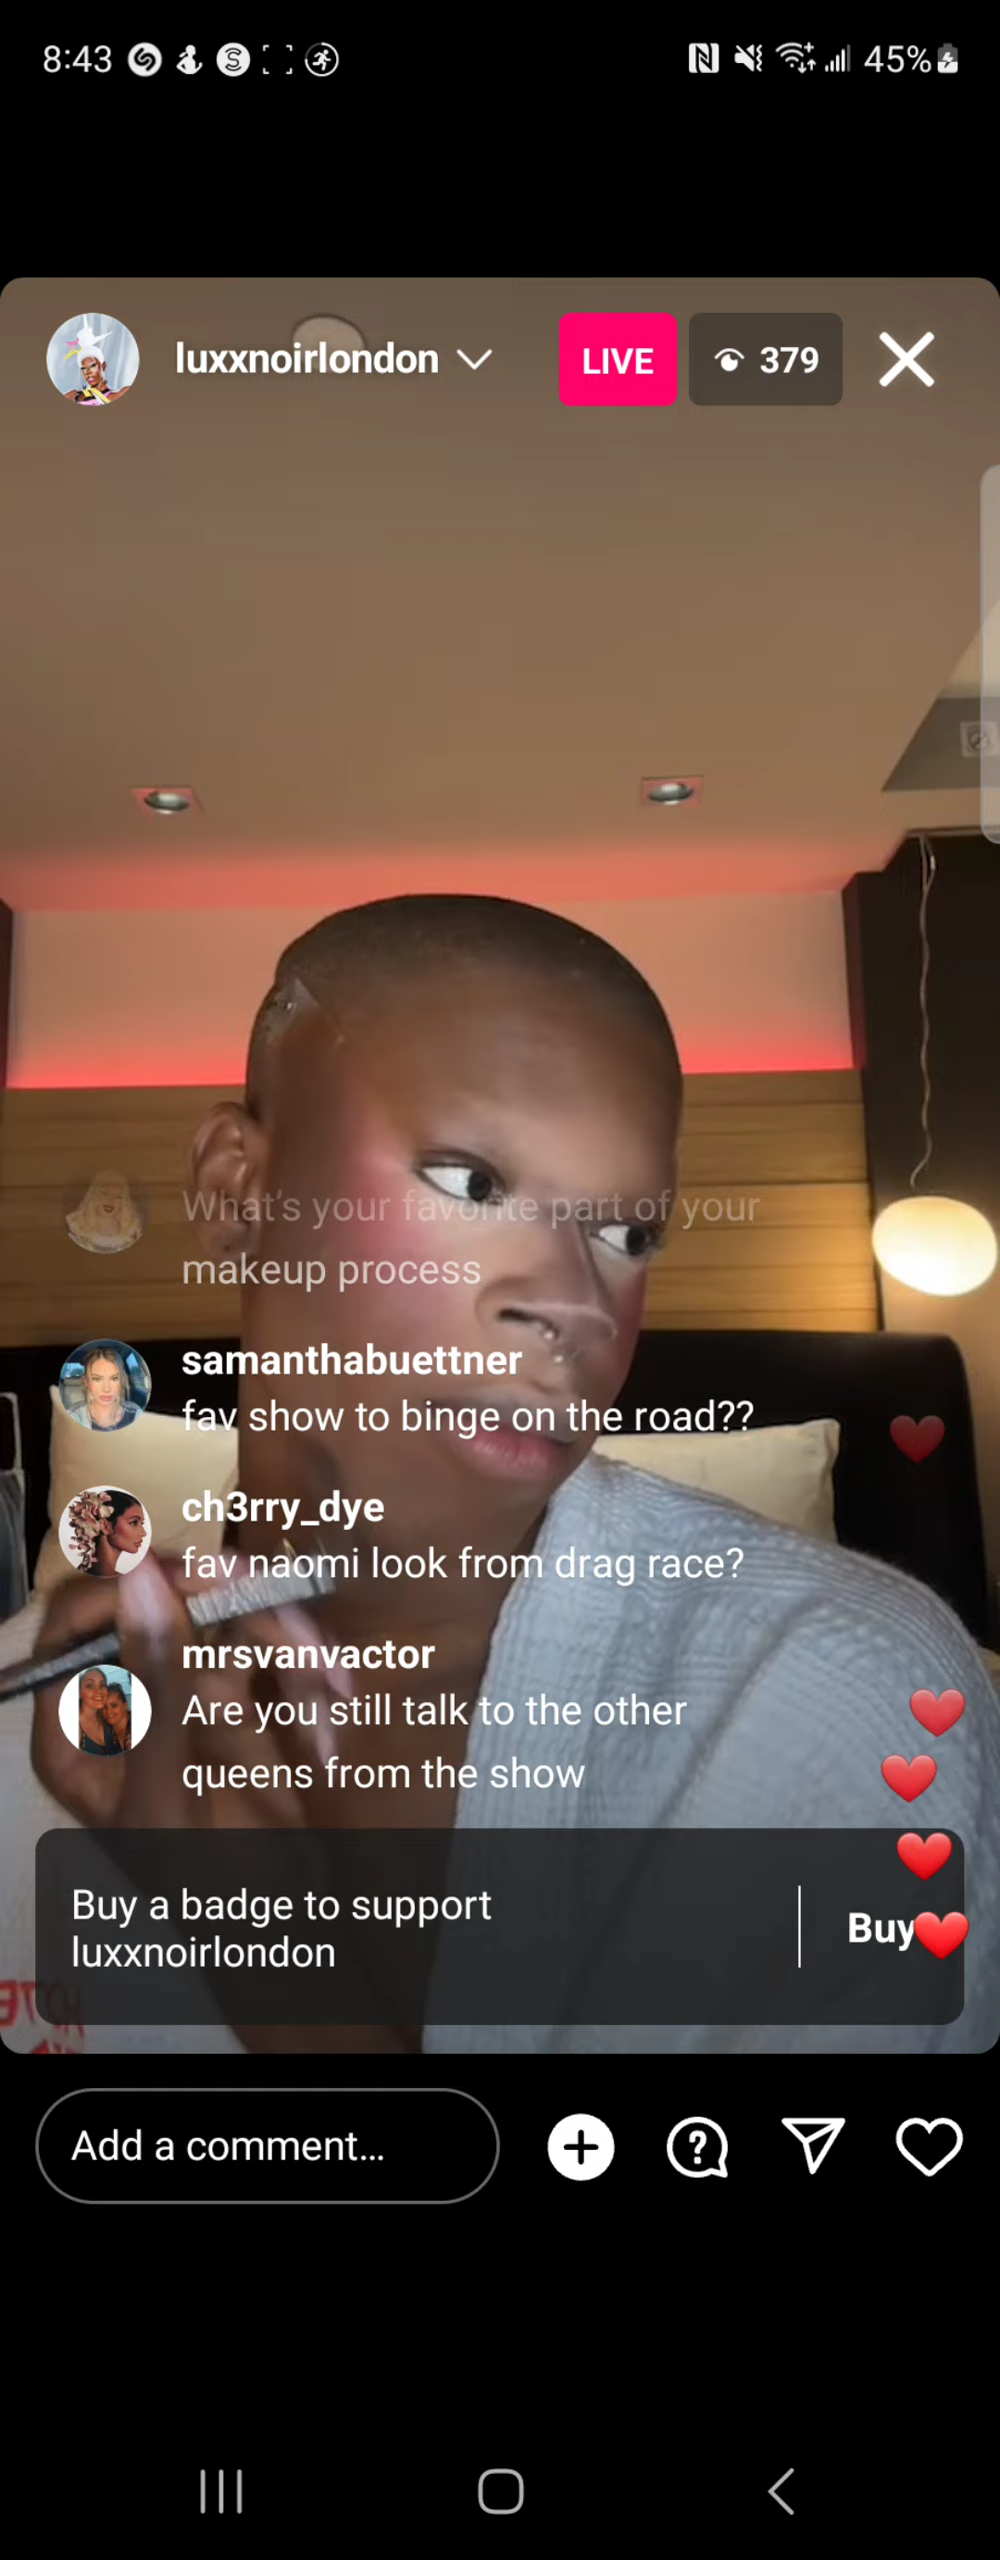 8:43
45%
luxxnoirlondon
LIVE
379
What's your favorite part of your
makeup process
samanthabuettner
fav show to binge on the road??
ch3rry_dye
fav naomi look from drag race?
mrsvanvactor
Are you still talk to the other
queens from the show
Buy a badge to support
luxxnoirlondon
Buy
Add a comment...